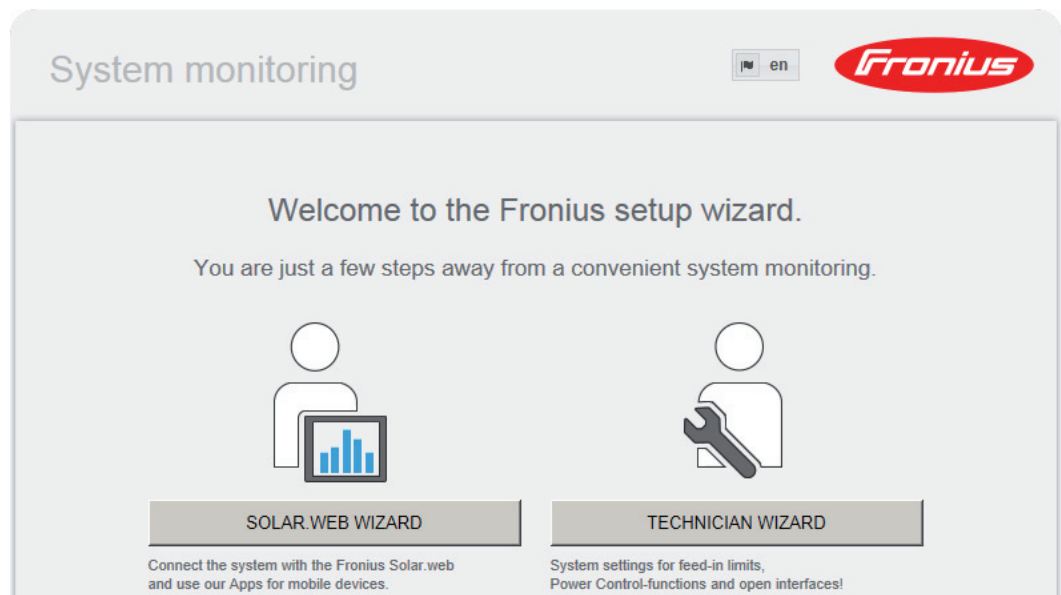 System monitoring
en
Fronius
Welcome to the Fronius setup wizard.
You are just a few steps away from a convenient system monitoring.
SOLAR.WEB WIZARD
TECHNICIAN WIZARD
Connect the system with the Fronius Solar.web
and use our Apps for mobile devices.
System settings for feed-in limits,
Power Control-functions and open interfaces!